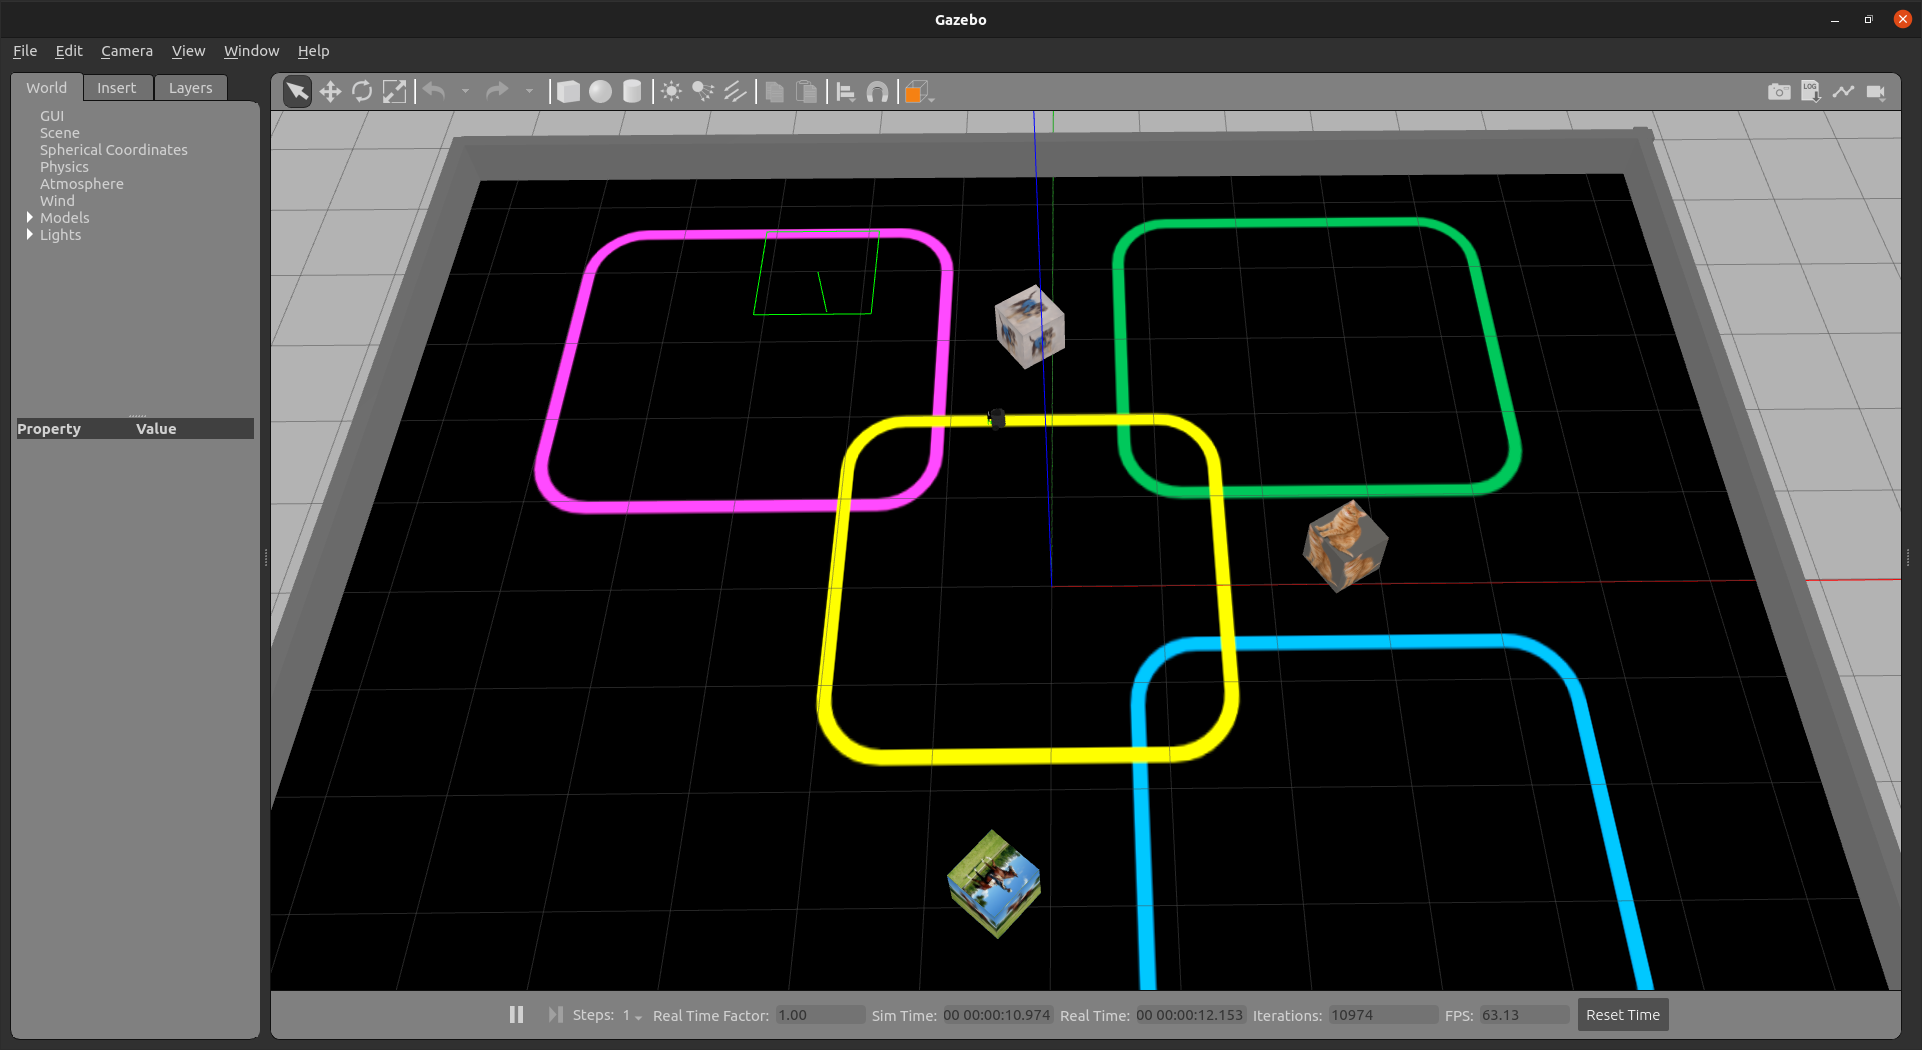 Gazebo
File Edit Camera View Window Help
World Insert Layers
GUI
Scene
Spherical Coordinates
Physics
Atmosphere
Wind
Models
Lights
Property Value
LOG
Steps: 1 Real Time Factor: 1.00 Sim Time: 00 00:00:10.974 Real Time: 00 00:00:12.153 Iterations: 10974 FPS: 63.13 Reset Time